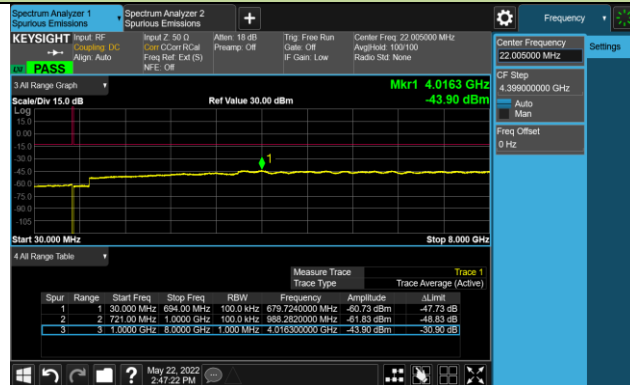 Spectrum Analyzer 1
Spurious Emissions
Spectrum Analyzer 2
Spurious Emissions
+
Frequency
KEYSIGHT
Input: RF
Coupling: DC
Align: Auto
Input Z: 50 Ω
Corr CCorr RCal
Freq Ref: Ext (S)
NFE: Off
Atten: 18 dB
Preamp: Off
Trig: Free Run
Gate: Off
IF Gain: Low
Center Freq: 22.005000 MHz
Avg|Hold: 100/100
Radio Std: None
PASS
Center Frequency
22.005000 MHz
Settings
CF Step
4.399000000 GHz
Auto
Man
Freq Offset
0 Hz
3 All Range Graph
Mkr1 4.0163 GHz
Scale/Div 15.0 dB
Ref Value 30.00 dBm
-43.90 dBm
Log
15.0
0.00
-15.0
-30.0
-45.0
-60.0
-75.0
-90.0
-105
1
Start 30.000 MHz
Stop 8.000 GHz
4 All Range Table
Measure Trace Trace 1
Trace Type Trace Average (Active)
Spur Range Start Freq Stop Freq RBW Frequency Amplitude ΔLimit
1 1 30.000 MHz 694.00 MHz 100.0 kHz 679.7240000 MHz -60.73 dBm -47.73 dB
2 2 721.00 MHz 1.0000 GHz 100.0 kHz 988.2820000 MHz -61.83 dBm -48.83 dB
3 3 1.0000 GHz 8.0000 GHz 1.000 MHz 4.016300000 GHz -43.90 dBm -30.90 dB
?
May 22, 2022
2:47:22 PM